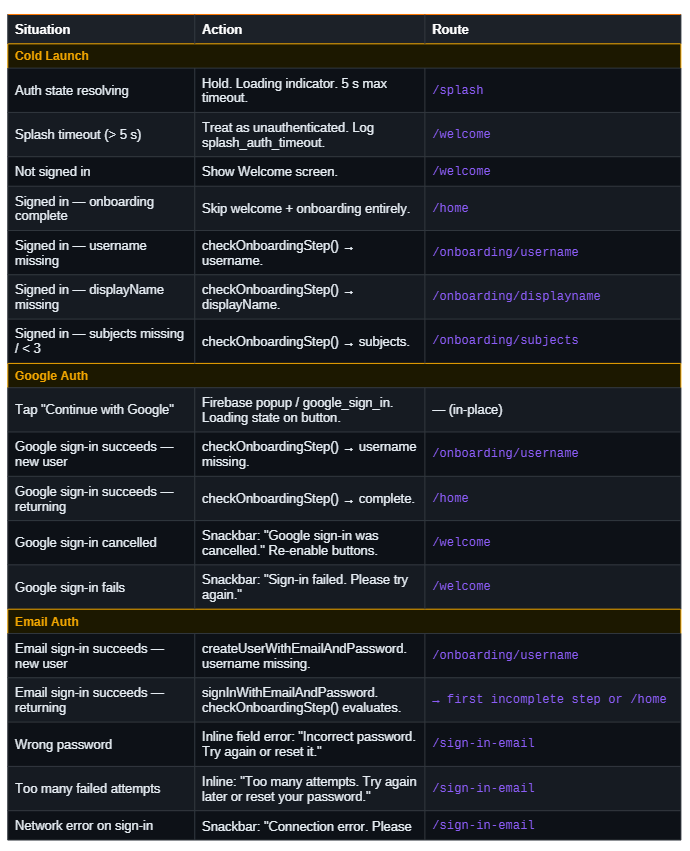 Situation Action Route
Cold Launch
Auth state resolving Hold. Loading indicator. 5 s max
timeout. /splash
Splash timeout (> 5 s) Treat as unauthenticated. Log
splash_auth_timeout. /welcome
Not signed in Show Welcome screen. /welcome
Signed in — onboarding
complete Skip welcome + onboarding entirely. /home
Signed in — username
missing checkOnboardingStep() →
username. /onboarding/username
Signed in — displayName
missing checkOnboardingStep() →
displayName. /onboarding/displayname
Signed in — subjects missing
/ < 3 checkOnboardingStep() → subjects. /onboarding/subjects
Google Auth
Tap "Continue with Google" Firebase popup / google_sign_in.
Loading state on button. — (in-place)
Google sign-in succeeds —
new user checkOnboardingStep() → username
missing. /onboarding/username
Google sign-in succeeds —
returning checkOnboardingStep() → complete. /home
Google sign-in cancelled Snackbar: "Google sign-in was
cancelled." Re-enable buttons. /welcome
Google sign-in fails Snackbar: "Sign-in failed. Please try
again." /welcome
Email Auth
Email sign-in succeeds —
new user createUserWithEmailAndPassword.
username missing. /onboarding/username
Email sign-in succeeds —
returning signInWithEmailAndPassword.
checkOnboardingStep() evaluates. → first incomplete step or /home
Wrong password Inline field error: "Incorrect password.
Try again or reset it." /sign-in-email
Too many failed attempts Inline: "Too many attempts. Try again
later or reset your password." /sign-in-email
Network error on sign-in Snackbar: "Connection error. Please /sign-in-email